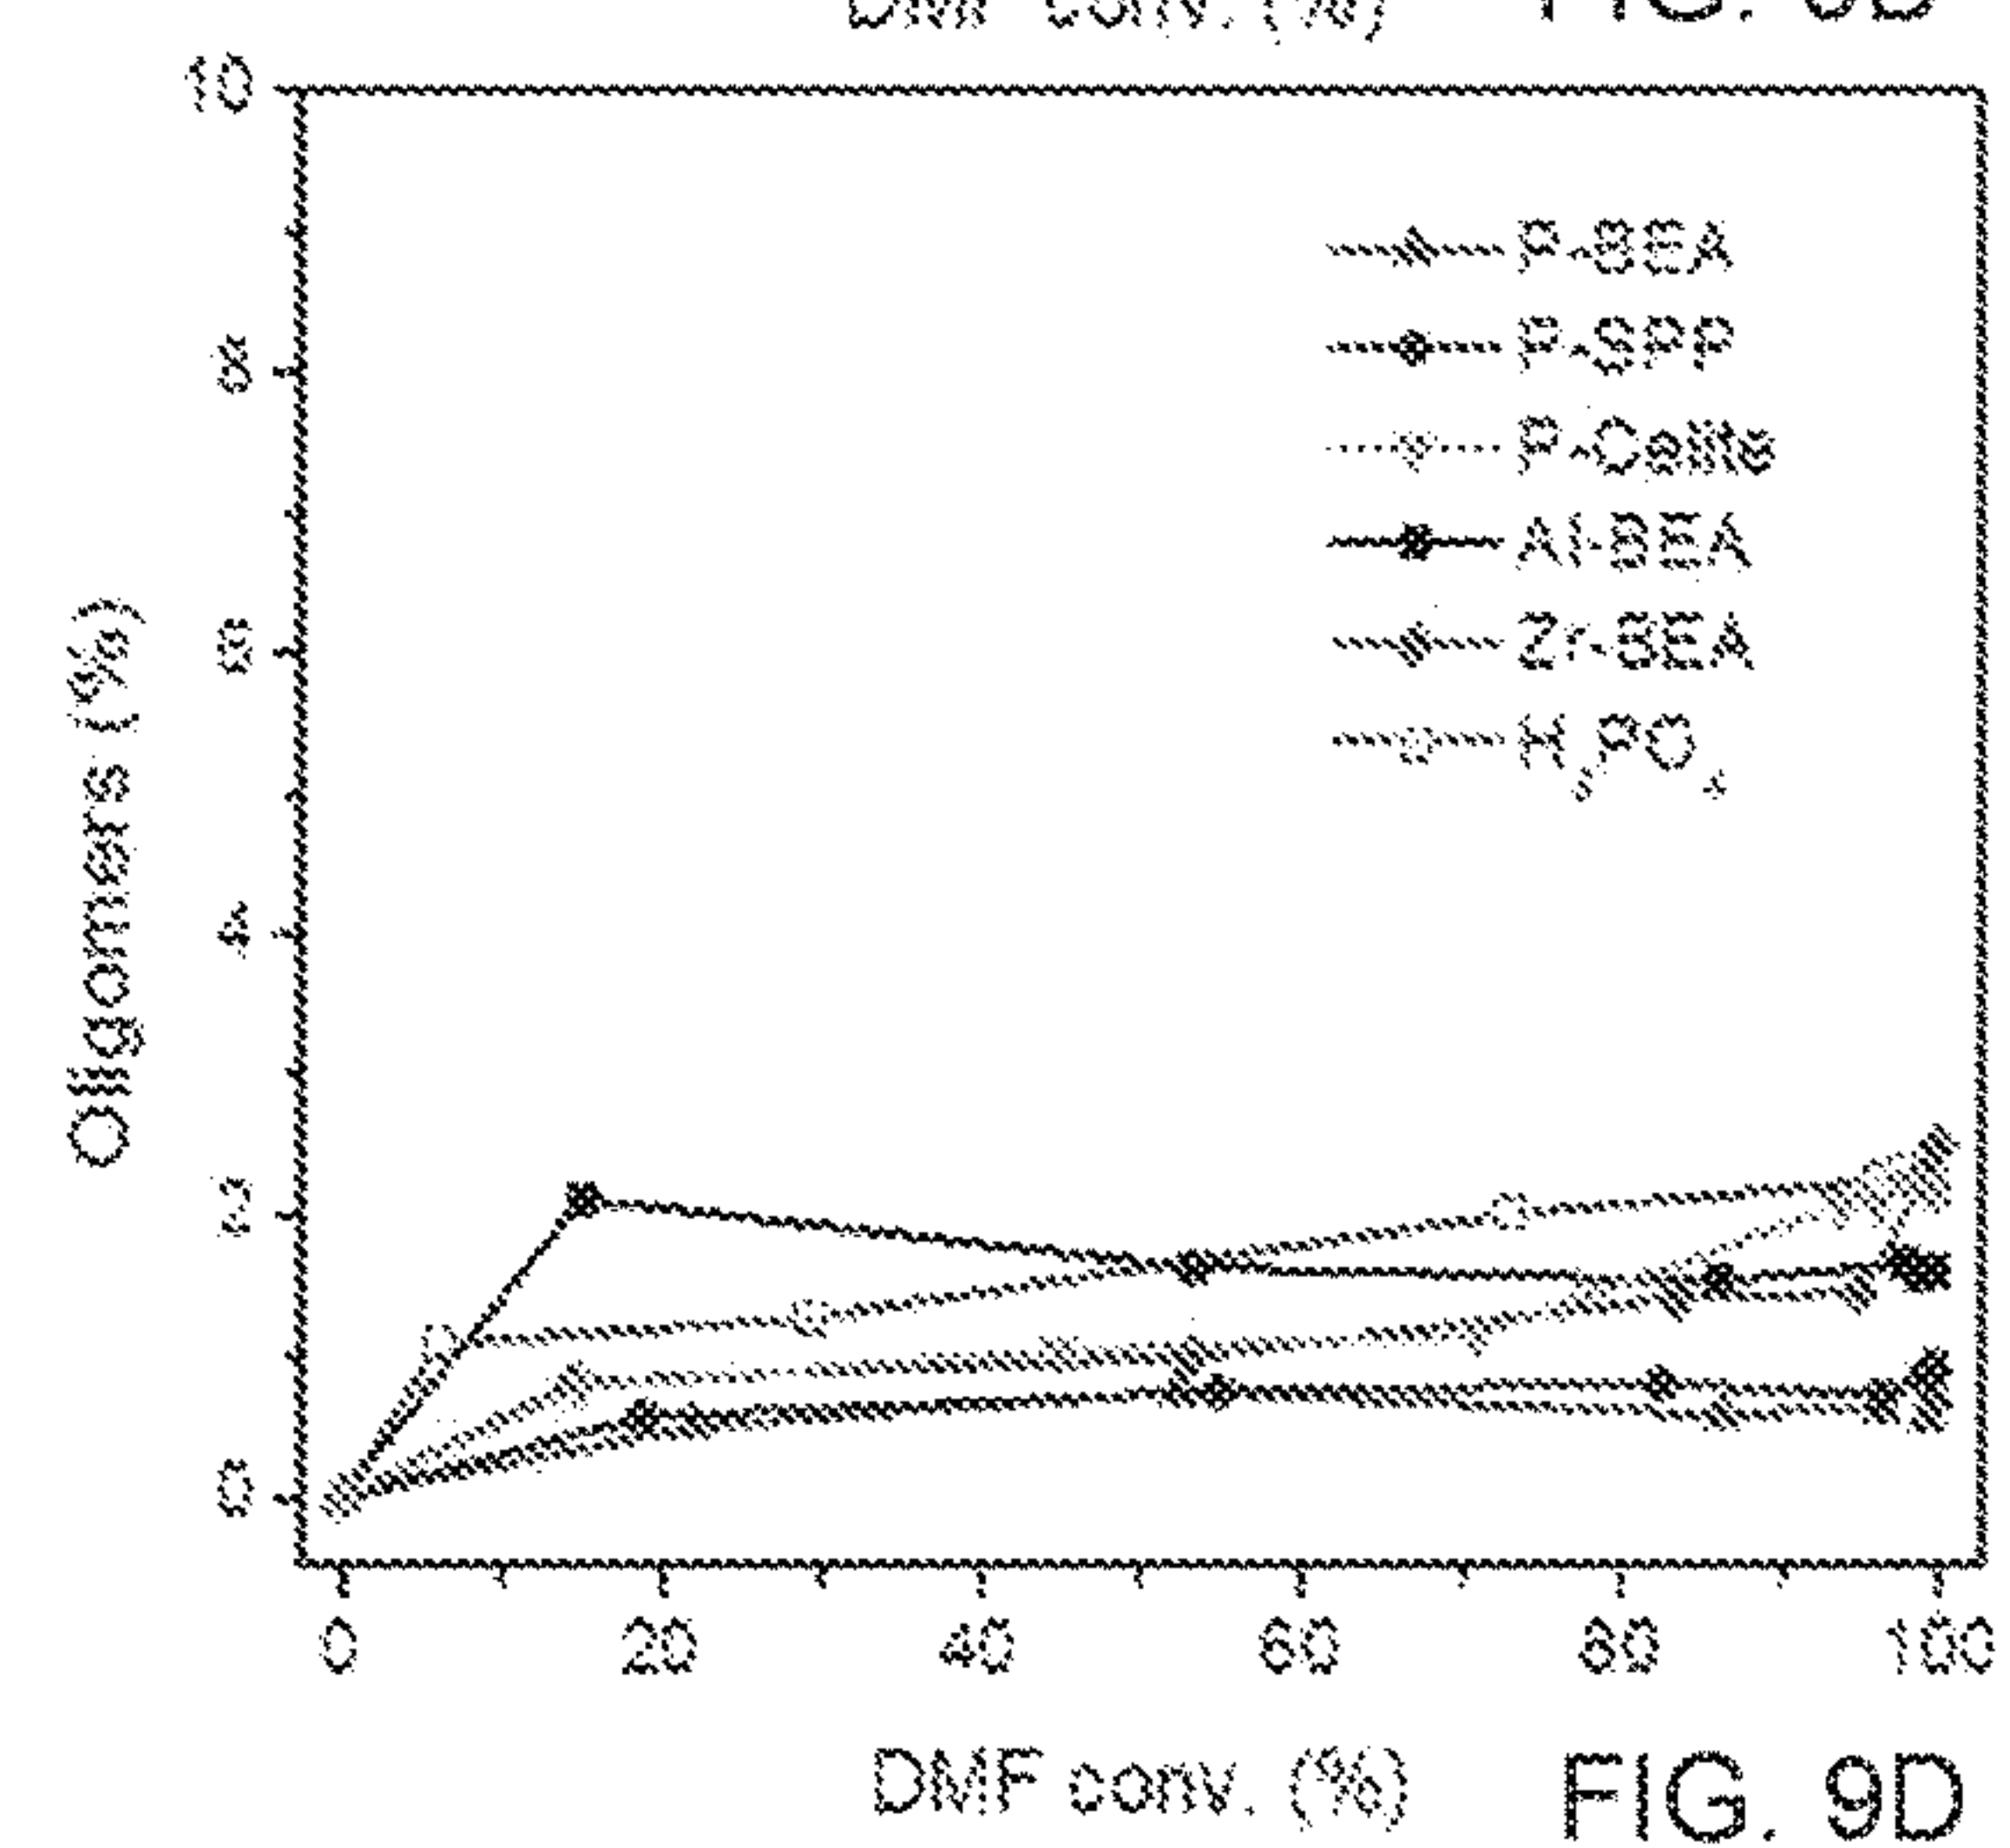 DMF conv. (%) FIG. 9B
10
8
6
4
2
0
Oligomers (%)
P-BEA
P-SPP
P-Celite
Al-BEA
Zr-BEA
H3PO4
0 20 40 60 80 100
DMF conv. (%) FIG. 9D